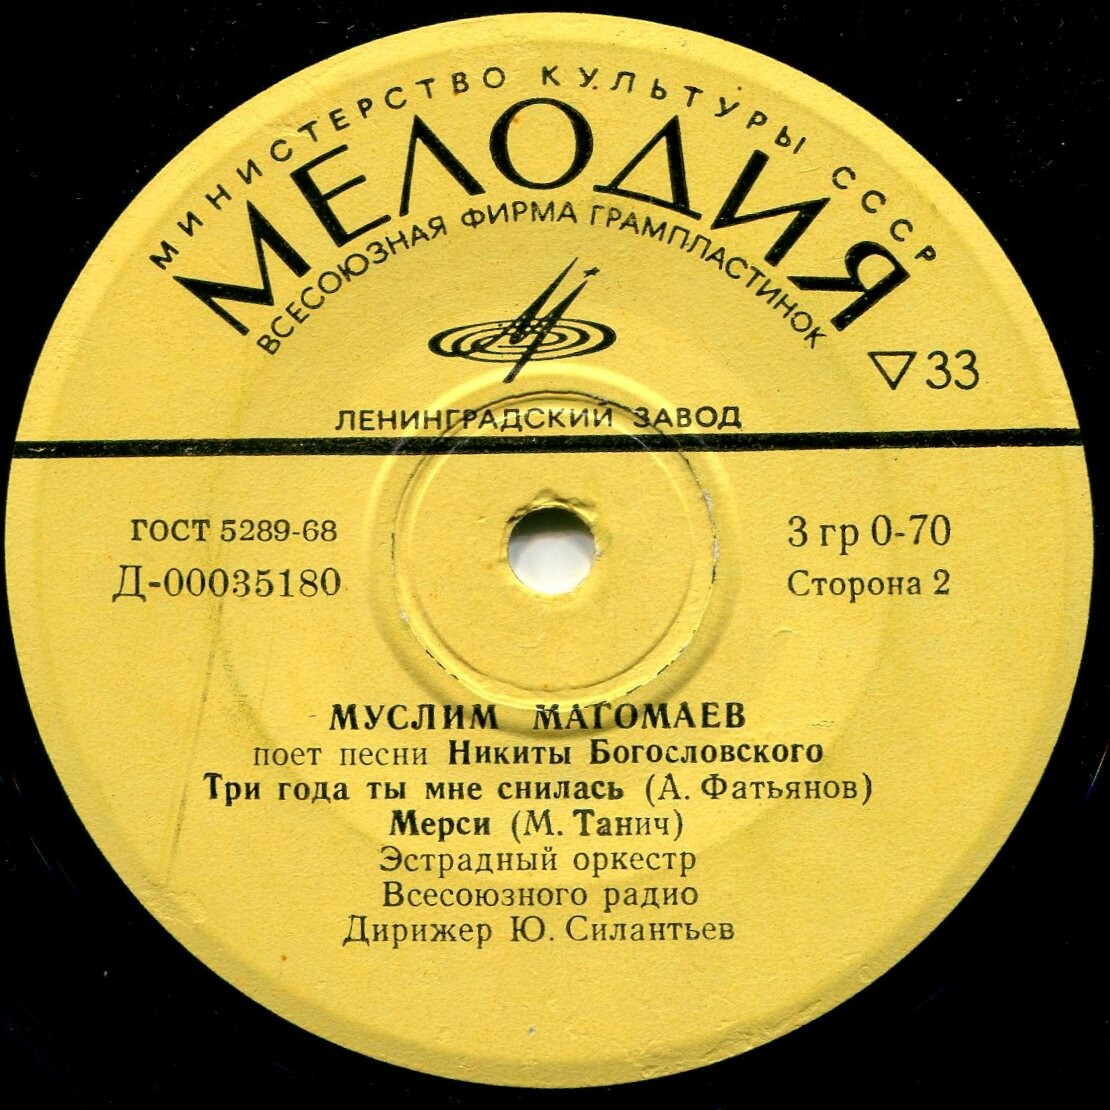 МИНИСТЕРСТВО КУЛЬТУРЫ СССР
МЕЛОДИЯ
ВСЕСОЮЗНАЯ ФИРМА ГРАМПЛАСТИНОК
▽33
ЛЕНИНГРАДСКИЙ ЗАВОД
ГОСТ 5289-68
3 гр 0-70
Д-00035180
Сторона 2
МУСЛИМ МАГОМАЕВ
поет песни Никиты Богословского
Три года ты мне снилась (А. Фатьянов)
Мерси (М. Танич)
Эстрадный оркестр
Всесоюзного радио
Дирижер Ю. Силантьев